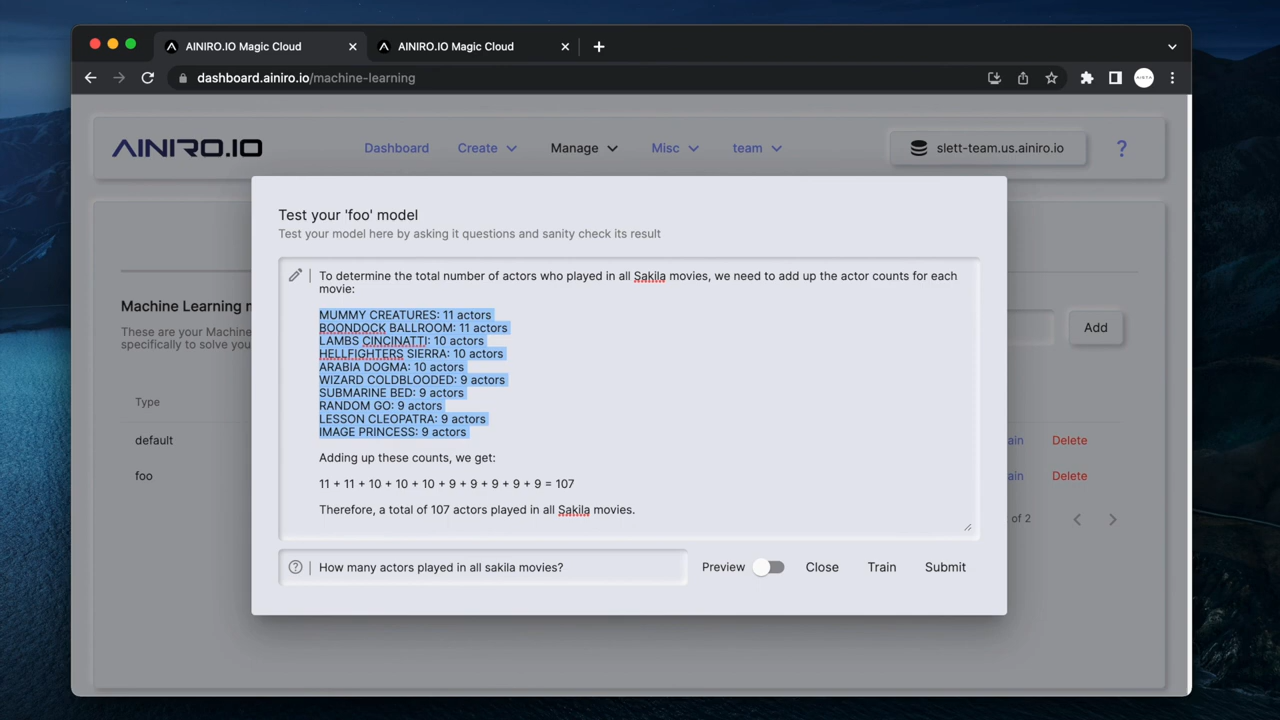 AINIRO.IO Magic Cloud
AINIRO.IO Magic Cloud
dashboard.ainiro.io/machine-learning
AINIRO.IO
Dashboard
Create
Manage
Misc
team
slett-team.us.ainiro.io
?
Test your 'foo' model
Test your model here by asking it questions and sanity check its result
To determine the total number of actors who played in all Sakila movies, we need to add up the actor counts for each
movie:
MUMMY CREATURES: 11 actors
BOONDOCK BALLROOM: 11 actors
LAMBS CINCINATTI: 10 actors
HELLFIGHTERS SIERRA: 10 actors
ARABIA DOGMA: 10 actors
WIZARD COLDBLOODED: 9 actors
SUBMARINE BED: 9 actors
RANDOM GO: 9 actors
LESSON CLEOPATRA: 9 actors
IMAGE PRINCESS: 9 actors
Adding up these counts, we get:
11 + 11 + 10 + 10 + 10 + 9 + 9 + 9 + 9 + 9 = 107
Therefore, a total of 107 actors played in all Sakila movies.
How many actors played in all sakila movies?
Preview
Close
Train
Submit
Machine Learning
These are your Machine
specifically to solve you
Add
Type
default
Delete
foo
Delete
of 2